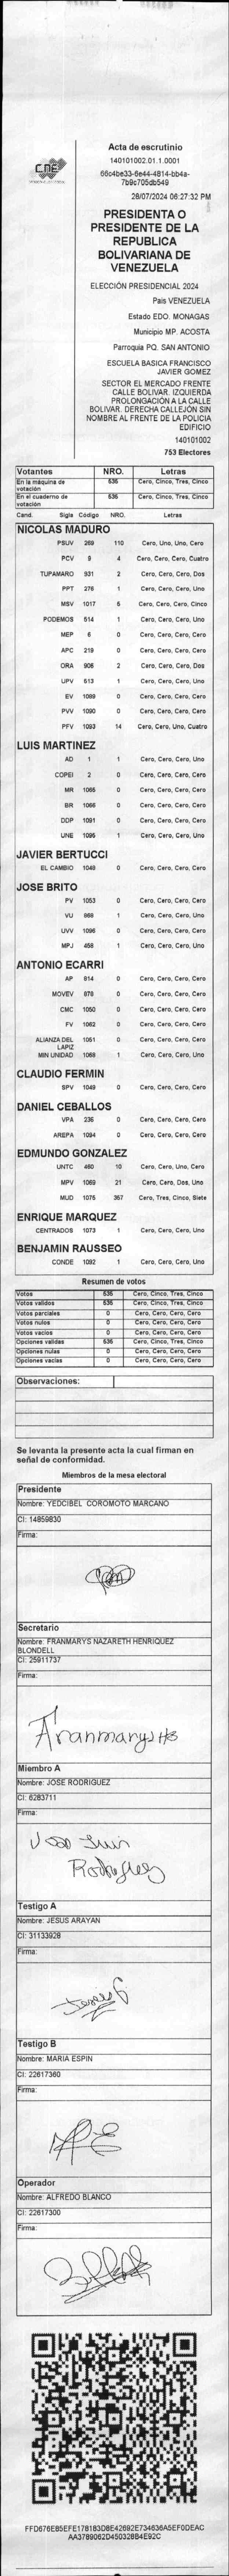 CNE
Acta de escrutinio
140101002.01.1.0001
66c4be33-6e44-4814-bb4a-
7b9c705db549
28/07/2024 06:27:32 PM
PRESIDENTA O
PRESIDENTE DE LA
REPUBLICA
BOLIVARIANA DE
VENEZUELA
ELECCIÓN PRESIDENCIAL 2024
Pais VENEZUELA
Estado EDO. MONAGAS
Municipio MP. ACOSTA
Parroquia PQ. SAN ANTONIO
ESCUELA BASICA FRANCISCO
JAVIER GOMEZ
SECTOR EL MERCADO FRENTE
CALLE BOLIVAR. IZQUIERDA
PROLONGACIÓN A LA CALLE
BOLIVAR. DERECHA CALLEJÓN SIN
NOMBRE AL FRENTE DE LA POLICIA
EDIFICIO
140101002
753 Electores
Votantes NRO. Letras
En la máquina de votación 535 Cero, Cinco, Tres, Cinco
En el cuaderno de votación 535 Cero, Cinco, Tres, Cinco
Cand. Sigla Código NRO. Letras
NICOLAS MADURO
PSUV 269 110 Cero, Uno, Uno, Cero
PCV 9 4 Cero, Cero, Cero, Cuatro
TUPAMARO 931 2 Cero, Cero, Cero, Dos
PPT 276 1 Cero, Cero, Cero, Uno
MSV 1017 5 Cero, Cero, Cero, Cinco
PODEMOS 514 1 Cero, Cero, Cero, Uno
MEP 6 0 Cero, Cero, Cero, Cero
APC 219 0 Cero, Cero, Cero, Cero
ORA 906 2 Cero, Cero, Cero, Dos
UPV 613 1 Cero, Cero, Cero, Uno
EV 1089 0 Cero, Cero, Cero, Cero
PVV 1090 0 Cero, Cero, Cero, Cero
PFV 1093 14 Cero, Cero, Uno, Cuatro
LUIS MARTINEZ
AD 1 1 Cero, Cero, Cero, Uno
COPEI 2 0 Cero, Cero, Cero, Cero
MR 1065 0 Cero, Cero, Cero, Cero
BR 1066 0 Cero, Cero, Cero, Cero
DDP 1091 0 Cero, Cero, Cero, Cero
UNE 1095 1 Cero, Cero, Cero, Uno
JAVIER BERTUCCI
EL CAMBIO 1048 0 Cero, Cero, Cero, Cero
JOSE BRITO
PV 1053 0 Cero, Cero, Cero, Cero
VU 868 1 Cero, Cero, Cero, Uno
UVV 1096 0 Cero, Cero, Cero, Cero
MPJ 458 1 Cero, Cero, Cero, Uno
ANTONIO ECARRI
AP 814 0 Cero, Cero, Cero, Cero
MOVEV 878 0 Cero, Cero, Cero, Cero
CMC 1050 0 Cero, Cero, Cero, Cero
FV 1062 0 Cero, Cero, Cero, Cero
ALIANZA DEL LAPIZ 1051 0 Cero, Cero, Cero, Cero
MIN UNIDAD 1068 1 Cero, Cero, Cero, Uno
CLAUDIO FERMIN
SPV 1049 0 Cero, Cero, Cero, Cero
DANIEL CEBALLOS
VPA 236 0 Cero, Cero, Cero, Cero
AREPA 1094 0 Cero, Cero, Cero, Cero
EDMUNDO GONZALEZ
UNTC 460 10 Cero, Cero, Uno, Cero
MPV 1069 21 Cero, Cero, Dos, Uno
MUD 1075 357 Cero, Tres, Cinco, Siete
ENRIQUE MARQUEZ
CENTRADOS 1073 1 Cero, Cero, Cero, Uno
BENJAMIN RAUSSEO
CONDE 1092 1 Cero, Cero, Cero, Uno
Resumen de votos
Votos 535 Cero, Cinco, Tres, Cinco
Votos validos 535 Cero, Cinco, Tres, Cinco
Votos parciales 0 Cero, Cero, Cero, Cero
Votos nulos 0 Cero, Cero, Cero, Cero
Votos vacios 0 Cero, Cero, Cero, Cero
Opciones validas 535 Cero, Cinco, Tres, Cinco
Opciones nulas 0 Cero, Cero, Cero, Cero
Opciones vacias 0 Cero, Cero, Cero, Cero
Observaciones:
Se levanta la presente acta la cual firman en
señal de conformidad.
Miembros de la mesa electoral
Presidente
Nombre: YEDCIBEL COROMOTO MARCANO
CI: 14859830
Firma:
Secretario
Nombre: FRANMARYS NAZARETH HENRIQUEZ
BLONDELL
CI: 25911737
Firma:
Miembro A
Nombre: JOSE RODRIGUEZ
CI: 6283711
Firma:
Jose Luis
Rodriguez
Testigo A
Nombre: JESUS ARAYAN
CI: 31133928
Firma:
Testigo B
Nombre: MARIA ESPIN
CI: 22617360
Firma:
Operador
Nombre: ALFREDO BLANCO
CI: 22617300
Firma:
FFD676EB5EFE178183D8E42692E734636A5EF0DEAC
AA3789062D450328B4E92C